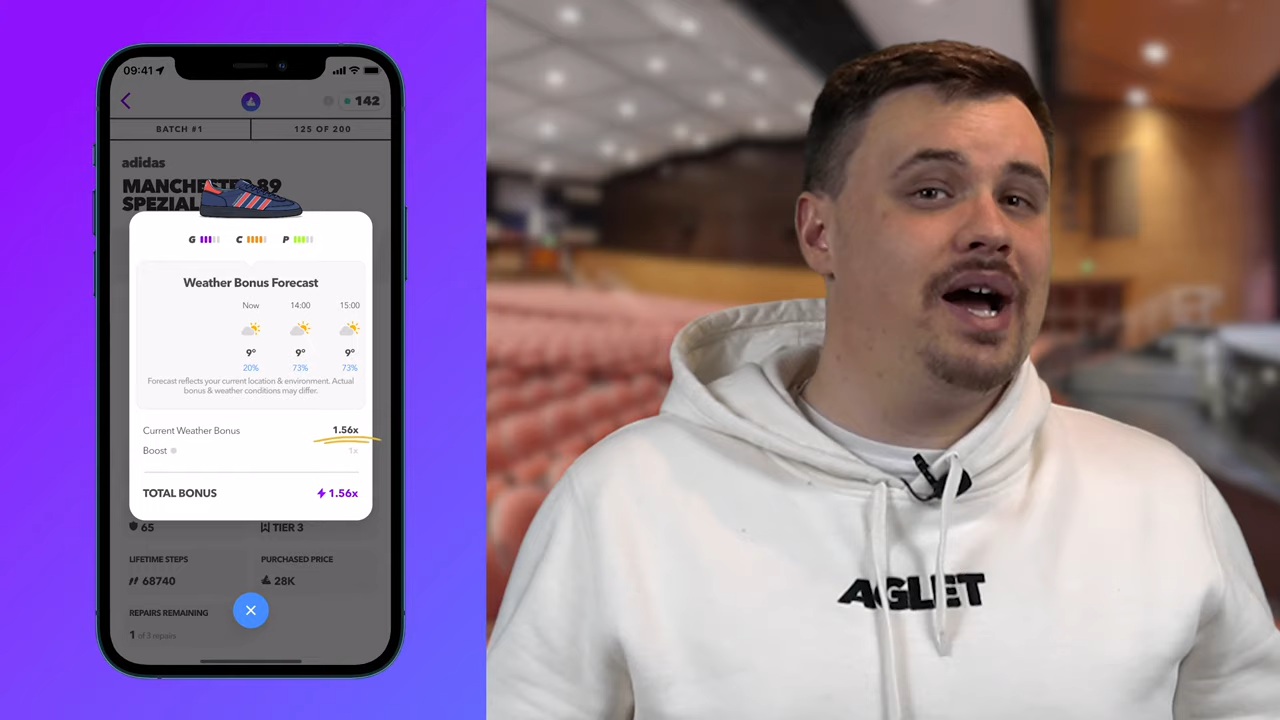 09:41
142
BATCH #1
125 OF 200
adidas
MANCHESTER 89
SPEZIAL
G C P
Weather Bonus Forecast
Now 14:00 15:00
9° 9° 9°
20% 73% 73%
Forecast reflects your current location & environment. Actual
bonus & weather conditions may differ.
Current Weather Bonus 1.56x
Boost 1x
TOTAL BONUS 1.56x
65 TIER 3
LIFETIME STEPS PURCHASED PRICE
68740 28K
REPAIRS REMAINING
1 of 3 repairs
AGLET